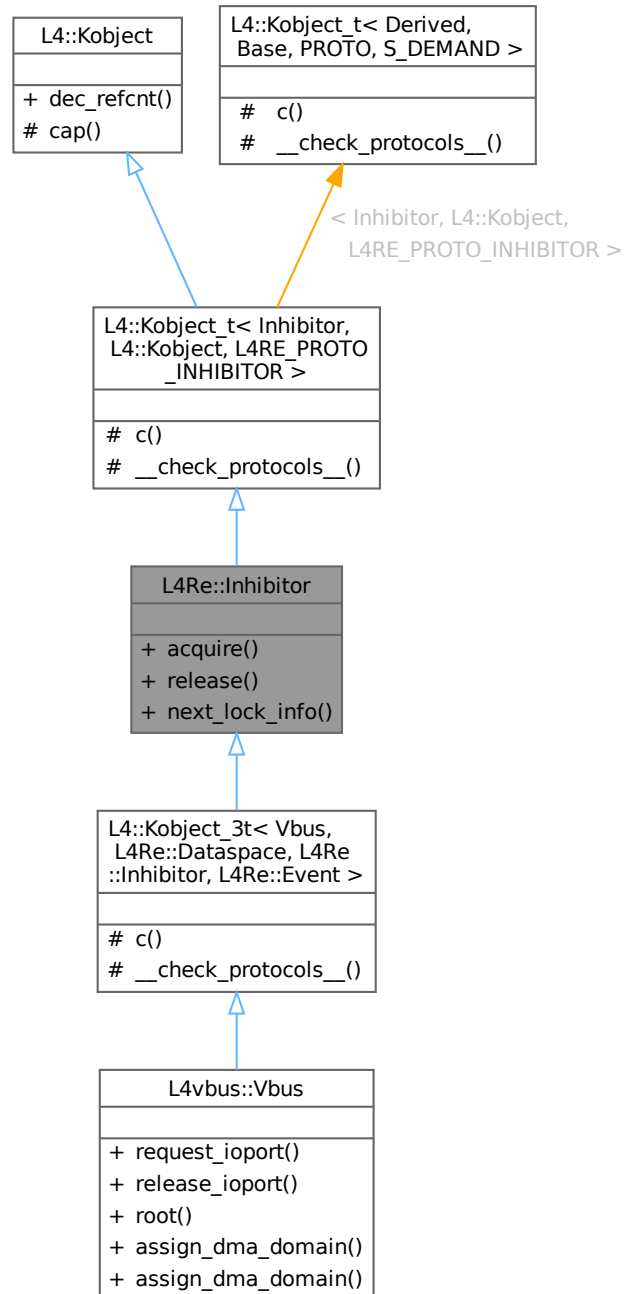 L4::Kobject
+ dec_refcnt()
# cap()
L4::Kobject_t< Derived,
Base, PROTO, S_DEMAND >
# c()
# __check_protocols__()
< Inhibitor, L4::Kobject,
L4RE_PROTO_INHIBITOR >
L4::Kobject_t< Inhibitor,
L4::Kobject, L4RE_PROTO
_INHIBITOR >
# c()
# __check_protocols__()
L4Re::Inhibitor
+ acquire()
+ release()
+ next_lock_info()
L4::Kobject_3t< Vbus,
L4Re::Dataspace, L4Re
::Inhibitor, L4Re::Event >
# c()
# __check_protocols__()
L4vbus::Vbus
+ request_ioport()
+ release_ioport()
+ root()
+ assign_dma_domain()
+ assign_dma_domain()